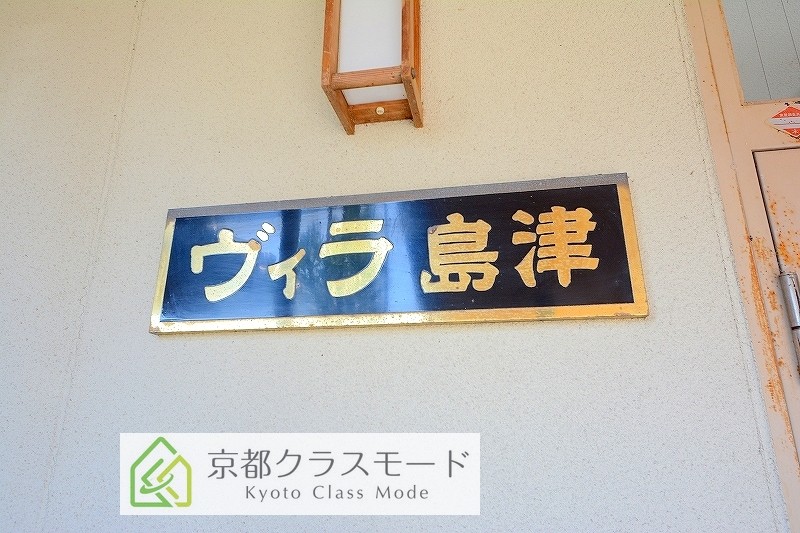 ヴィラ島津
京都クラスモード
Kyoto Class Mode